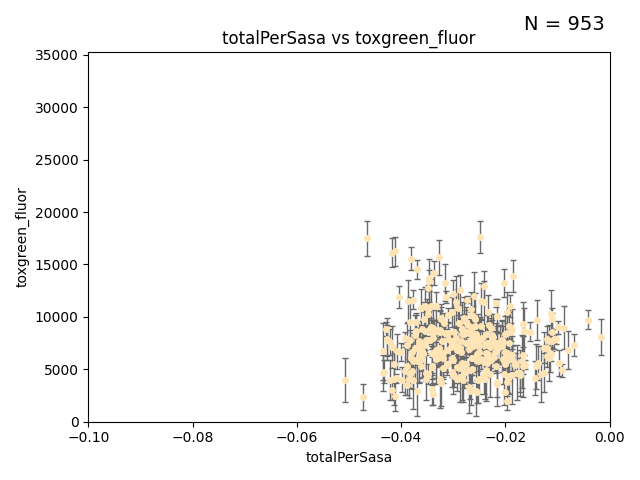 N = 953
totalPerSasa vs toxgreen_fluor
35000
30000
25000
20000
15000
10000
5000
0
toxgreen_fluor
−0.10 −0.08 −0.06 −0.04 −0.02 0.00
totalPerSasa